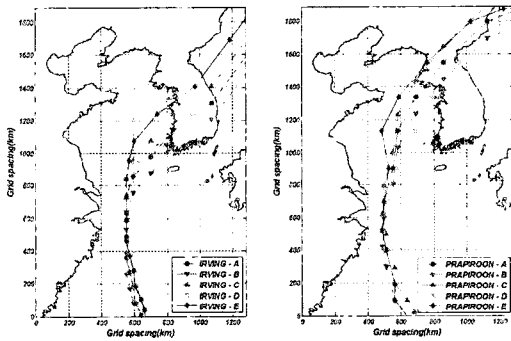 1800
1600
1400
1200
1000
800
600
400
200
0
Grid spacing(km)
0 200 400 600 800 1000 1200
Grid spacing(km)
IRVING - A
IRVING - B
IRVING - C
IRVING - D
IRVING - E
1800
1600
1400
1200
1000
800
600
400
200
0
Grid spacing(km)
0 200 400 600 800 1000 1200
Grid spacing(km)
PRAPIROON - A
PRAPIROON - B
PRAPIROON - C
PRAPIROON - D
PRAPIROON - E